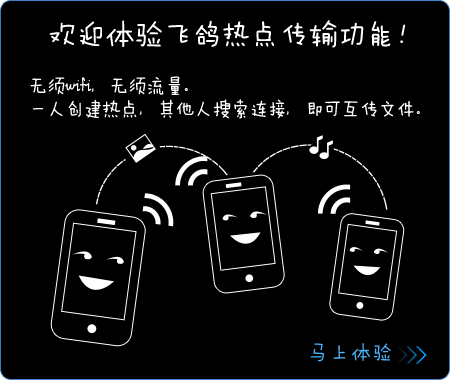 欢迎体验飞鸽热点传输功能！
无须wifi，无须流量。
一人创建热点，其他人搜索连接，即可互传文件。
马上体验